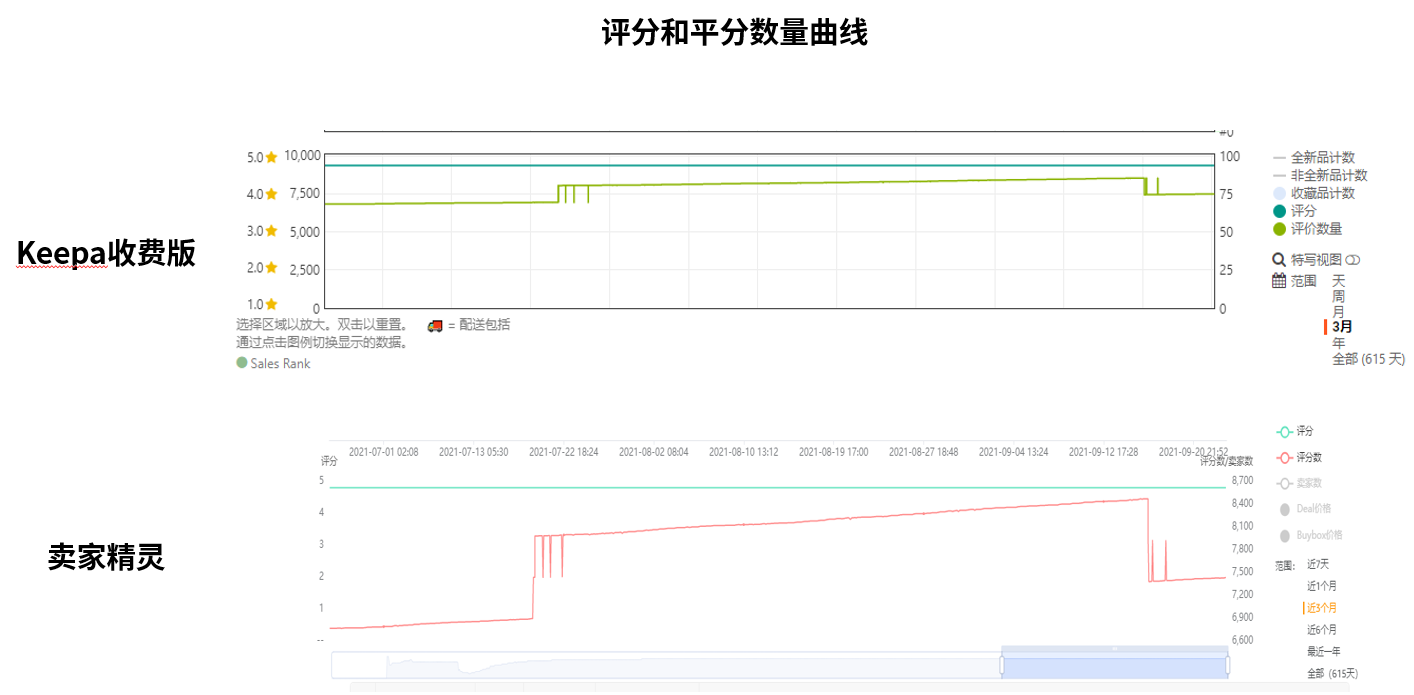 评分和平分数量曲线
Keepa收费版
5.0 10,000
4.0 7,500
3.0 5,000
2.0 2,500
1.0 0
100
75
50
25
0
全新品计数
非全新品计数
收藏品计数
评分
评价数量
特写视图
范围 天
周
月
3月
年
全部 (615 天)
选择区域以放大。双击以重置。 = 配送包括
通过点击图例切换显示的数据。
Sales Rank
卖家精灵
2021-07-01 02:08 2021-07-13 05:30 2021-07-22 18:24 2021-08-02 08:04 2021-08-10 13:12 2021-08-19 17:00 2021-08-27 18:48 2021-09-04 13:24 2021-09-12 17:28 2021-09-20 21:52
评分 评分数/卖家数
5 8,700
4 8,400
8,100
3 7,800
2 7,500
7,200
1 6,900
-- 6,600
评分
评分数
卖家数
Deal价格
Buybox价格
范围: 近7天
近1个月
近3个月
近6个月
最近一年
全部 (615天)